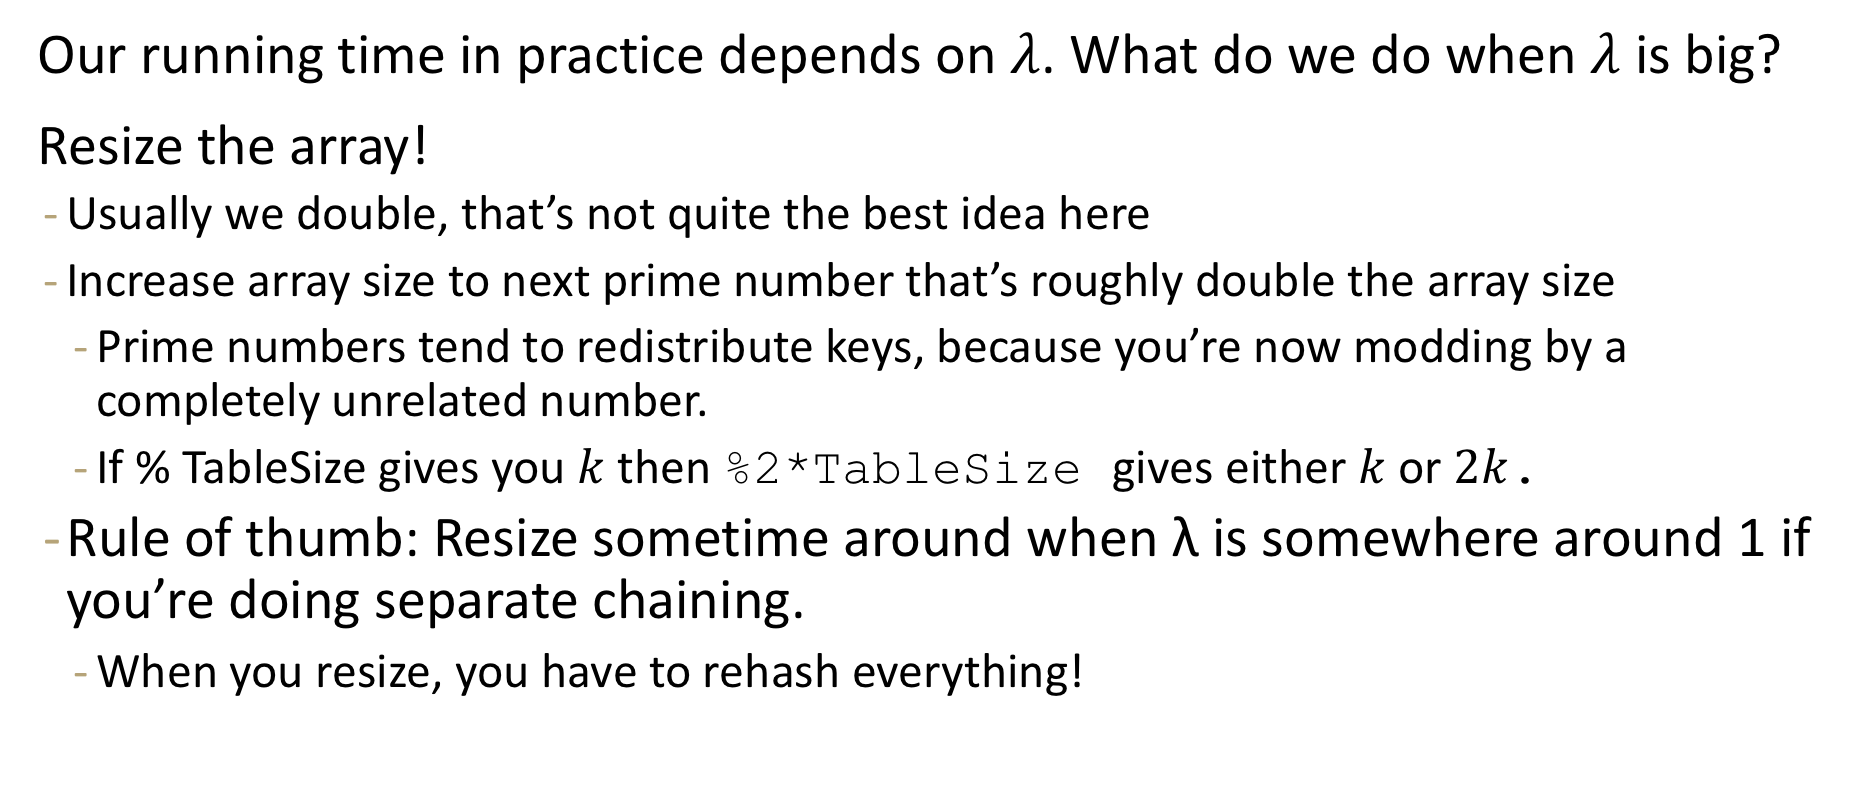 Our running time in practice depends on λ. What do we do when λ is big?
Resize the array!
- Usually we double, that’s not quite the best idea here
- Increase array size to next prime number that’s roughly double the array size
- Prime numbers tend to redistribute keys, because you’re now modding by a
completely unrelated number.
- If % TableSize gives you k then %2*TableSize gives either k or 2k .
- Rule of thumb: Resize sometime around when λ is somewhere around 1 if
you’re doing separate chaining.
- When you resize, you have to rehash everything!